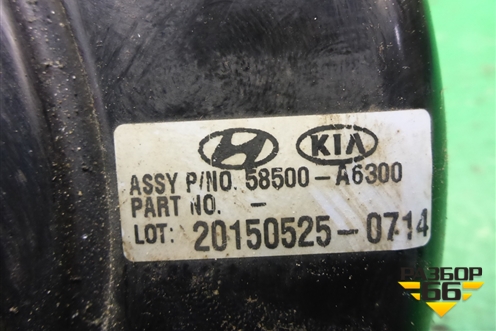 KIA
ASSY P/NO. 58500-A6300
PART NO. -
LOT: 20150525-0714
РАЗБОР
66